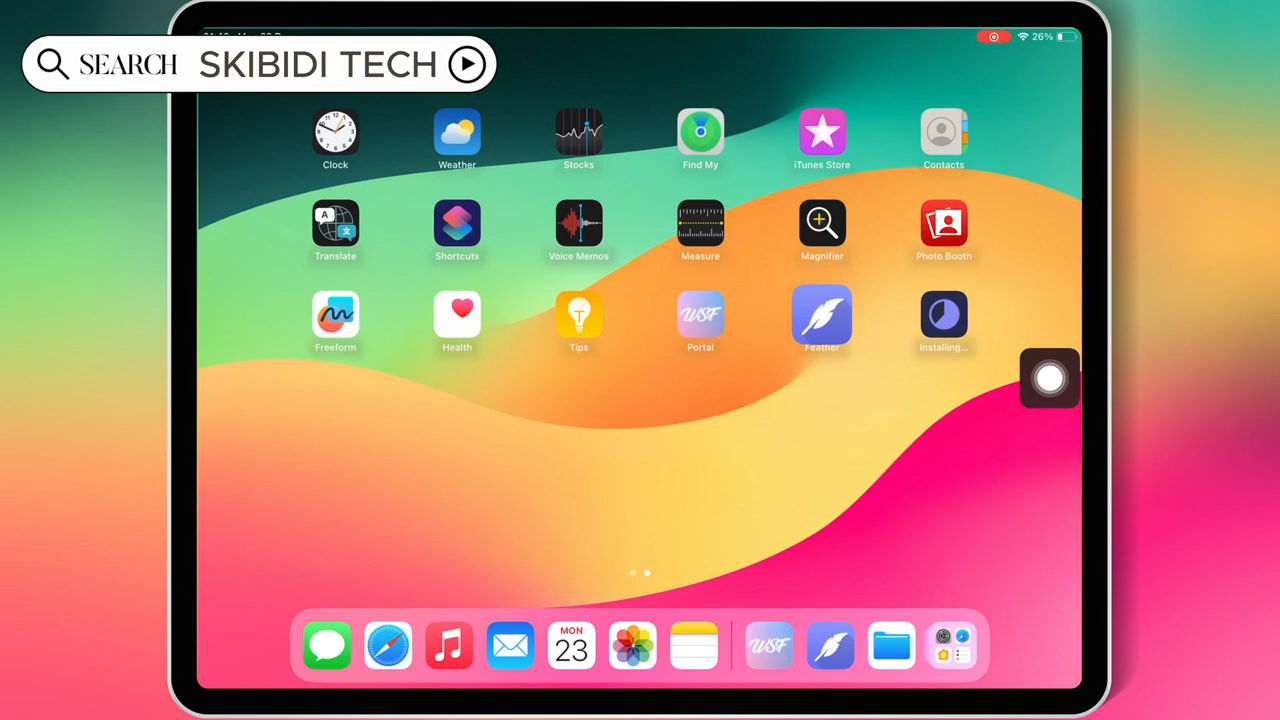 SEARCH SKIBIDI TECH
26%
Clock Weather Stocks Find My iTunes Store Contacts
Translate Shortcuts Voice Memos Measure Magnifier Photo Booth
Freeform Health Tips Portal Feather Installing...
MON
23